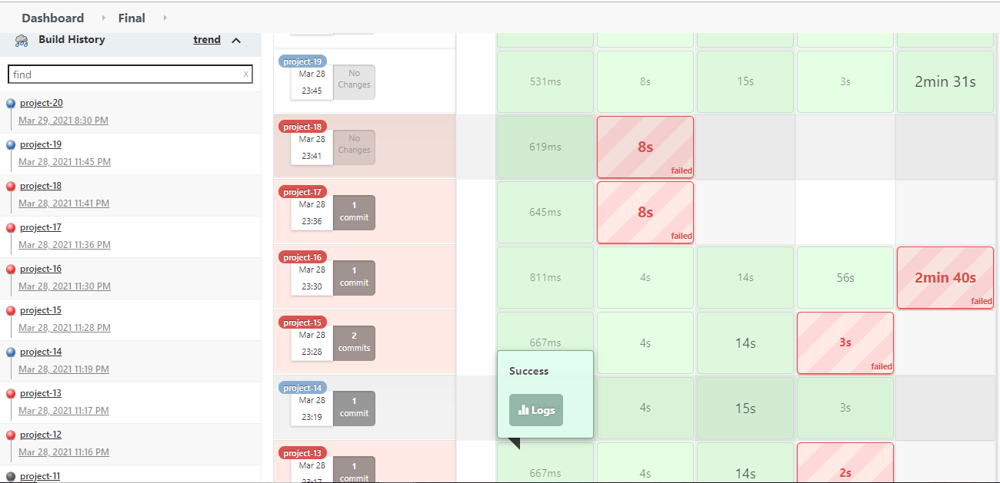 Dashboard Final
Build History trend
find x
project-20
Mar 29, 2021 8:30 PM
project-19
Mar 28, 2021 11:45 PM
project-18
Mar 28, 2021 11:41 PM
project-17
Mar 28, 2021 11:36 PM
project-16
Mar 28, 2021 11:30 PM
project-15
Mar 28, 2021 11:28 PM
project-14
Mar 28, 2021 11:19 PM
project-13
Mar 28, 2021 11:17 PM
project-12
Mar 28, 2021 11:16 PM
project-11
project-19
Mar 28
23:45
No
Changes
531ms 8s 15s 3s 2min 31s
project-18
Mar 28
23:41
No
Changes
619ms 8s
failed
project-17
Mar 28
23:36
1
commit
645ms 8s
failed
project-16
Mar 28
23:30
1
commit
811ms 4s 14s 56s 2min 40s
failed
project-15
Mar 28
23:28
2
commits
667ms 4s 14s 3s
failed
project-14
Mar 28
23:19
1
commit
Success
Logs
4s 15s 3s
project-13
Mar 28
23:17
1
commit
667ms 4s 14s 2s